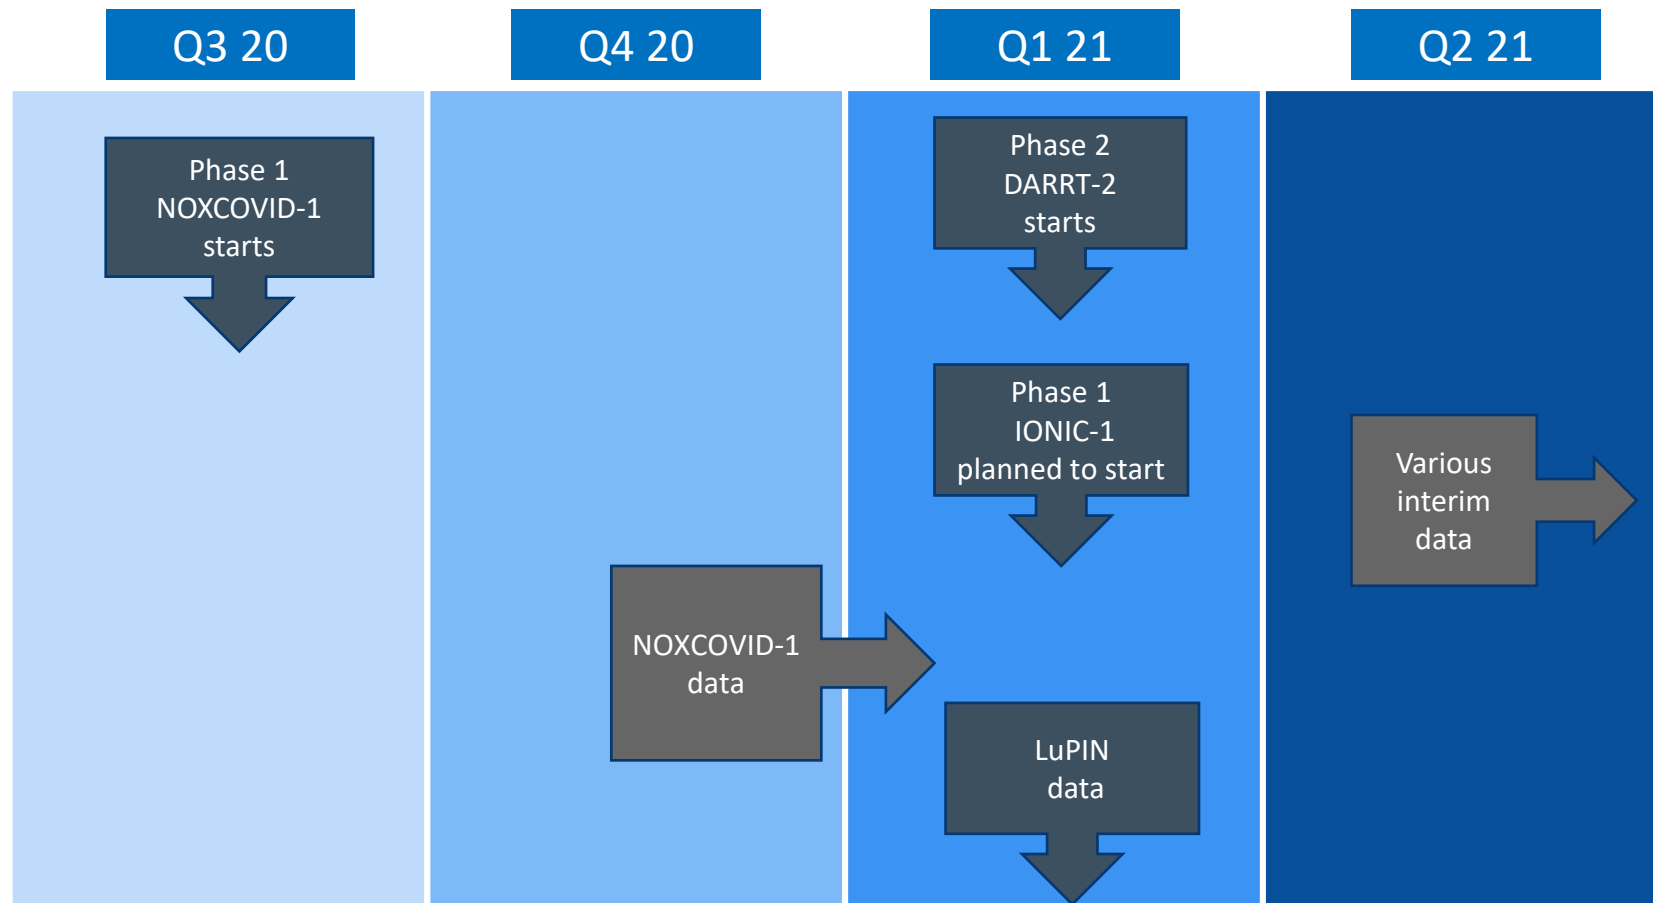 Q3 20
Q4 20
Q1 21
Q2 21
Phase 1
NOXCOVID-1
starts
NOXCOVID-1
data
Phase 2
DARRT-2
starts
Phase 1
IONIC-1
planned to start
LuPIN
data
Various
interim
data